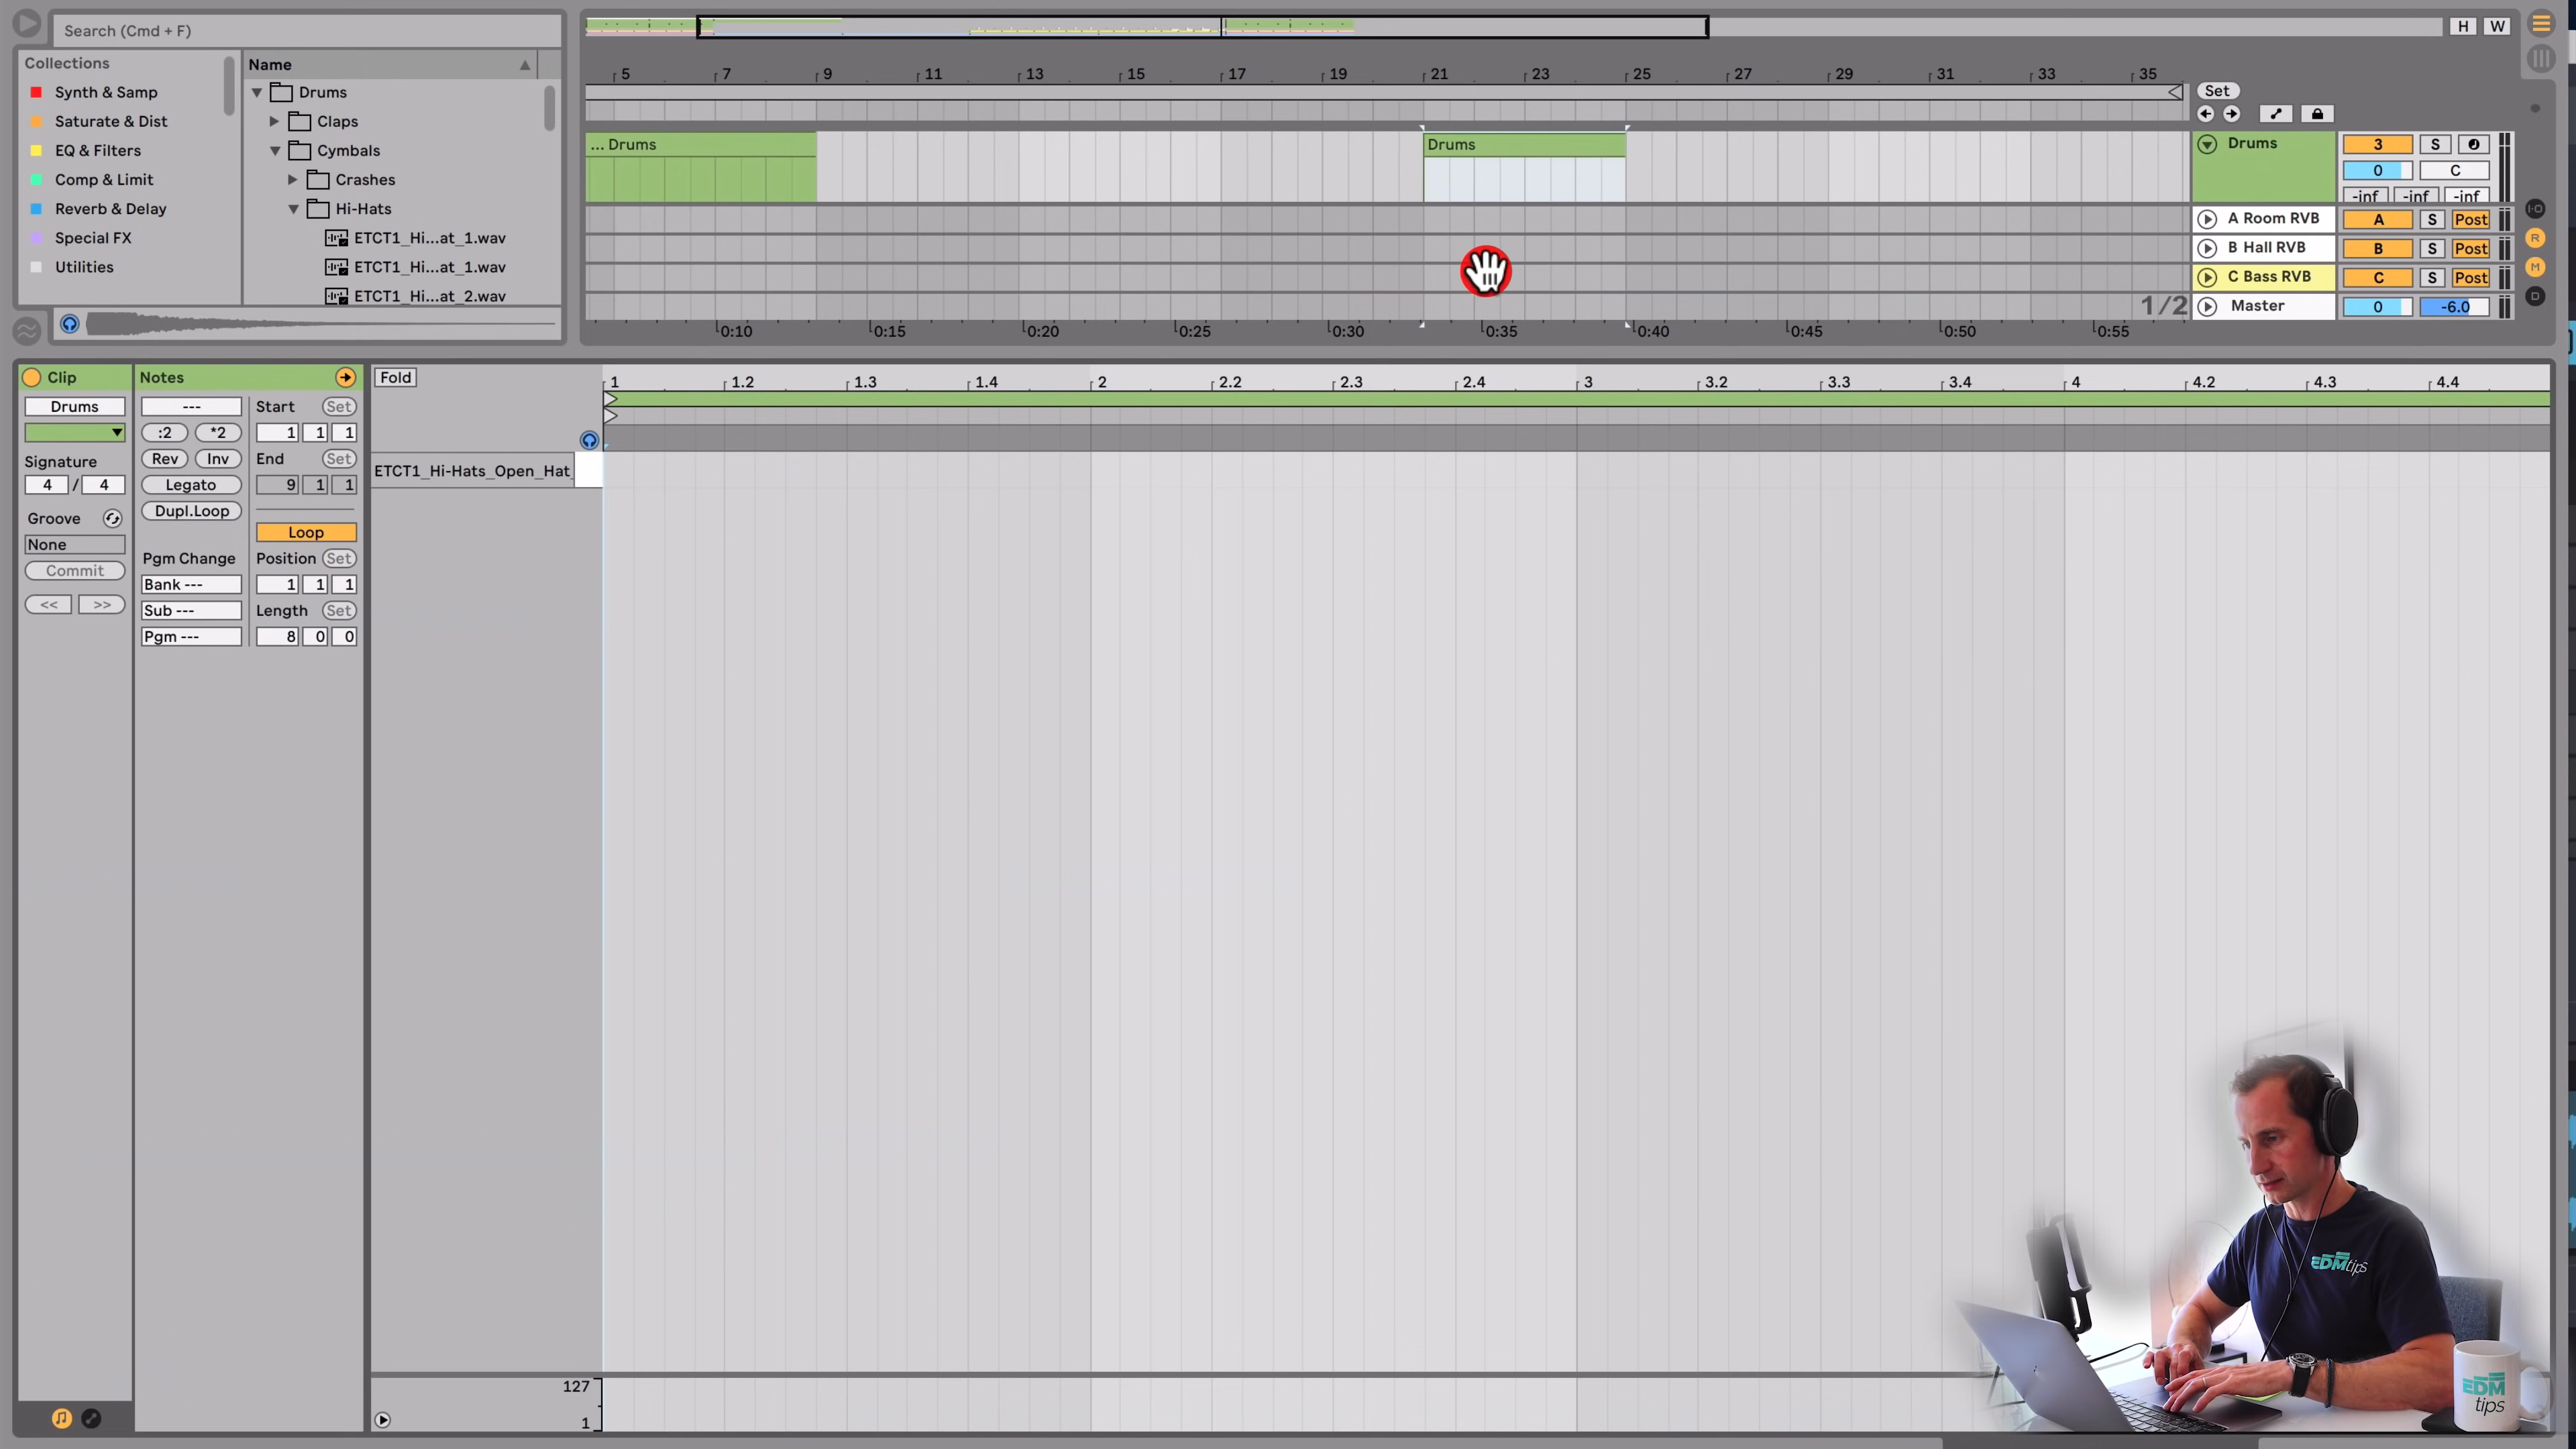 Search (Cmd + F)
H W
Collections
Name
Synth & Samp
Saturate & Dist
EQ & Filters
Comp & Limit
Reverb & Delay
Special FX
Utilities
Drums
Claps
Cymbals
Crashes
Hi-Hats
ETCT1_Hi...at_1.wav
ETCT1_Hi...at_1.wav
ETCT1_Hi...at_2.wav
5 7 9 11 13 15 17 19 21 23 25 27 29 31 33 35
Set
... Drums
Drums
Drums 3 S
0 C
-inf -inf -inf
A Room RVB A S Post
B Hall RVB B S Post
C Bass RVB C S Post
1/2 Master 0 -6.0
0:10 0:15 0:20 0:25 0:30 0:35 0:40 0:45 0:50 0:55
R
M
D
Clip
Drums
Signature
4 / 4
Groove
None
Commit
<< >>
Notes
---
:2 *2
Rev Inv
Legato
Dupl.Loop
Pgm Change
Bank ---
Sub ---
Pgm ---
Start Set
1 1 1
End Set
9 1 1
Loop
Position Set
1 1 1
Length Set
8 0 0
Fold
1 1.2 1.3 1.4 2 2.2 2.3 2.4 3 3.2 3.3 3.4 4 4.2 4.3 4.4
ETCT1_Hi-Hats_Open_Hat_
127
1
EDMtips
EDM
tips